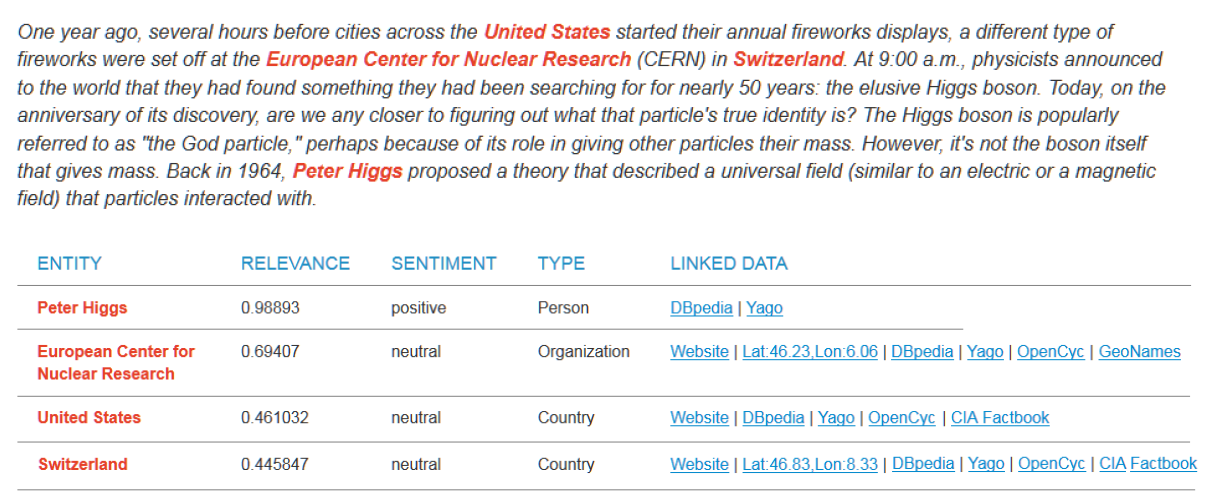 One year ago, several hours before cities across the United States started their annual fireworks displays, a different type of
fireworks were set off at the European Center for Nuclear Research (CERN) in Switzerland. At 9:00 a.m., physicists announced
to the world that they had found something they had been searching for for nearly 50 years: the elusive Higgs boson. Today, on the
anniversary of its discovery, are we any closer to figuring out what that particle's true identity is? The Higgs boson is popularly
referred to as "the God particle," perhaps because of its role in giving other particles their mass. However, it's not the boson itself
that gives mass. Back in 1964, Peter Higgs proposed a theory that described a universal field (similar to an electric or a magnetic
field) that particles interacted with.
ENTITY RELEVANCE SENTIMENT TYPE LINKED DATA
Peter Higgs 0.98893 positive Person DBpedia | Yago
European Center for 0.69407 neutral Organization Website | Lat:46.23,Lon:6.06 | DBpedia | Yago | OpenCyc | GeoNames
Nuclear Research
United States 0.461032 neutral Country Website | DBpedia | Yago | OpenCyc | CIA Factbook
Switzerland 0.445847 neutral Country Website | Lat:46.83,Lon:8.33 | DBpedia | Yago | OpenCyc | CIA Factbook